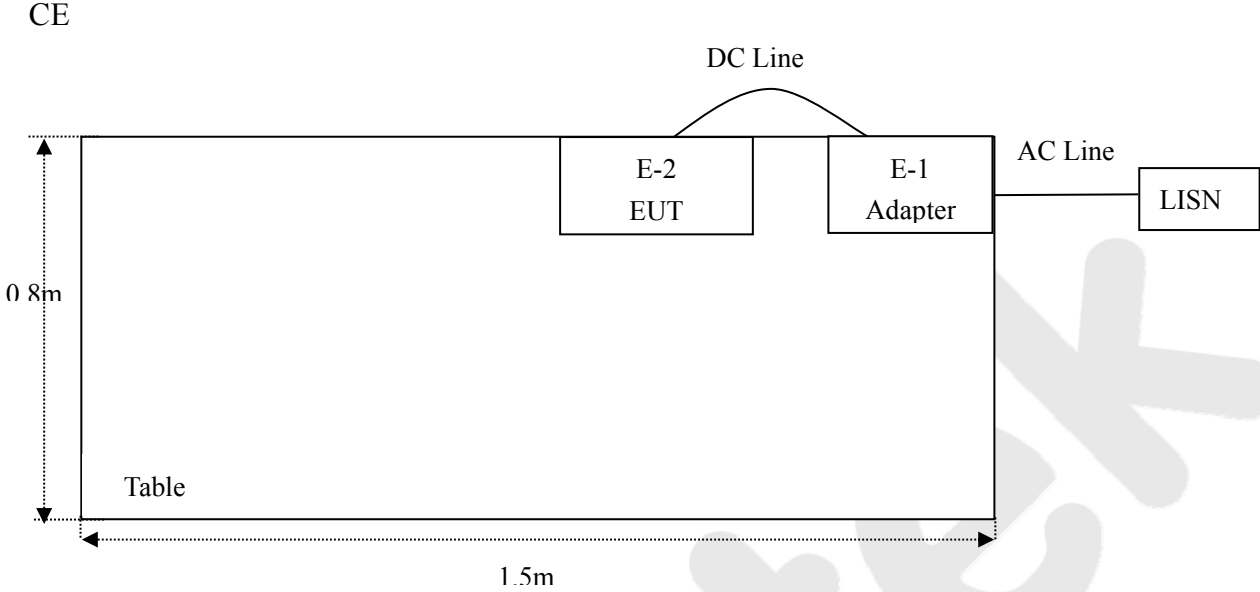 CE
DC Line
AC Line
E-2
EUT
E-1
Adapter
LISN
0.8m
Table
1.5m